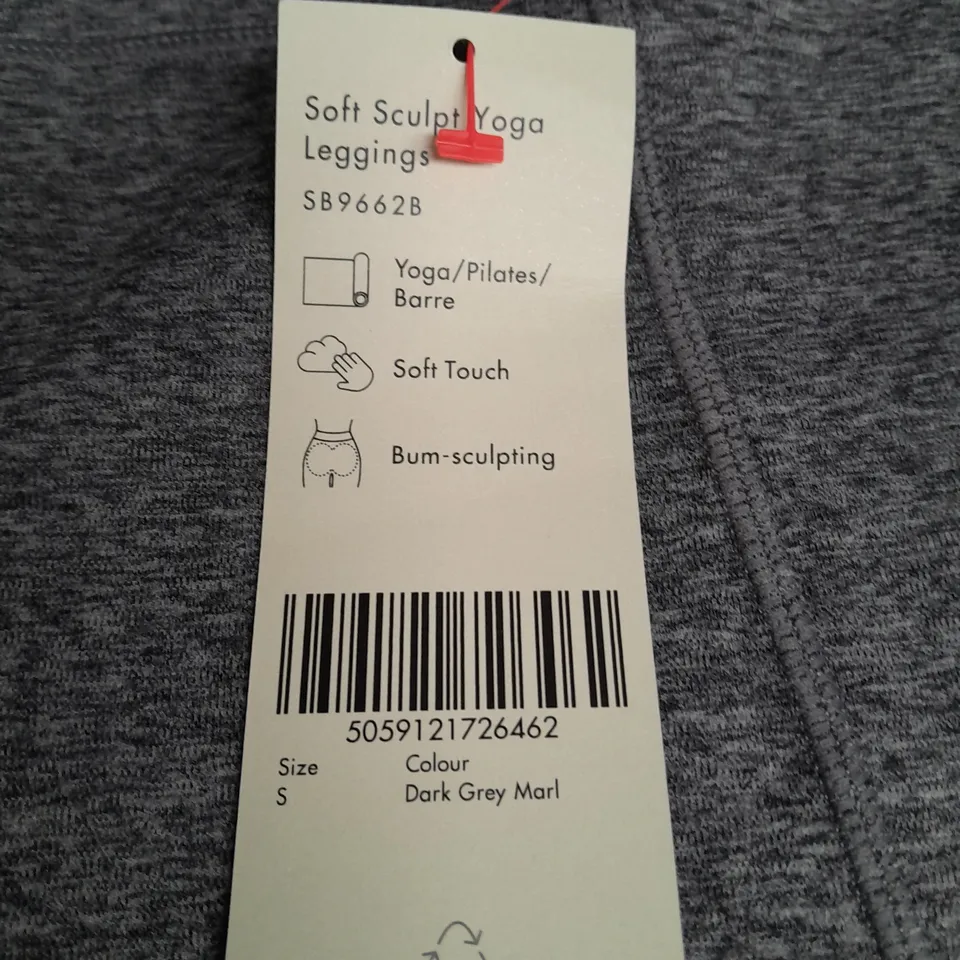 Soft Sculpt Yoga
Leggings
SB9662B
Yoga/Pilates/
Barre
Soft Touch
Bum-sculpting
5059121726462
Size
Colour
S
Dark Grey Marl